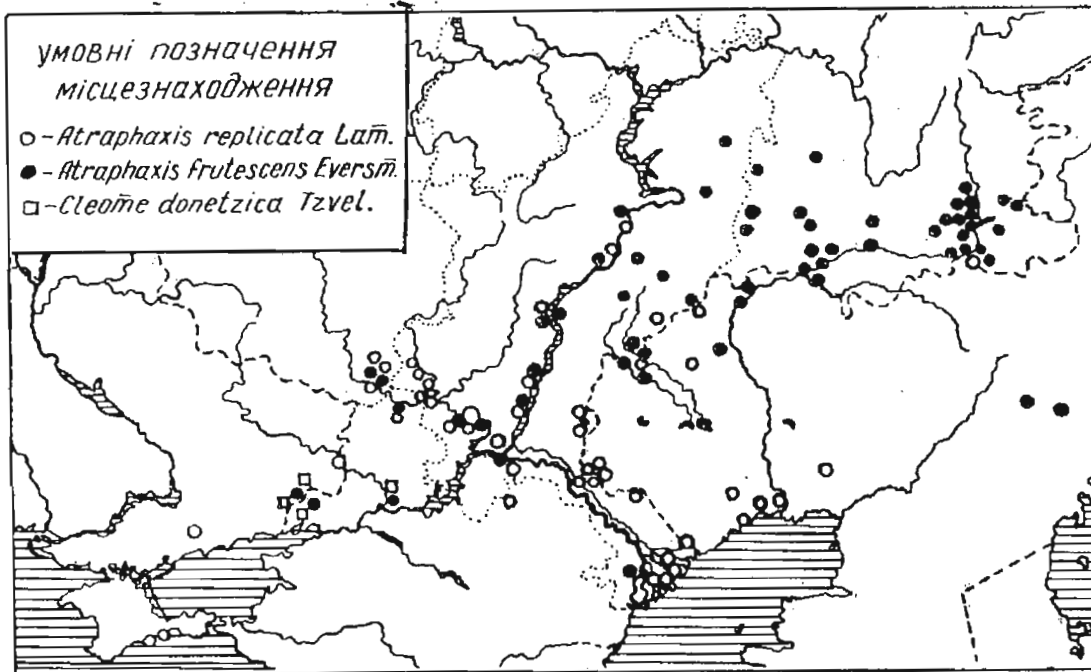 умовні позначення
місцезнаходження
○ - Atraphaxis replicata Lam.
● - Atraphaxis frutescens Eversm.
□ - Cleome donetzica Tzvel.